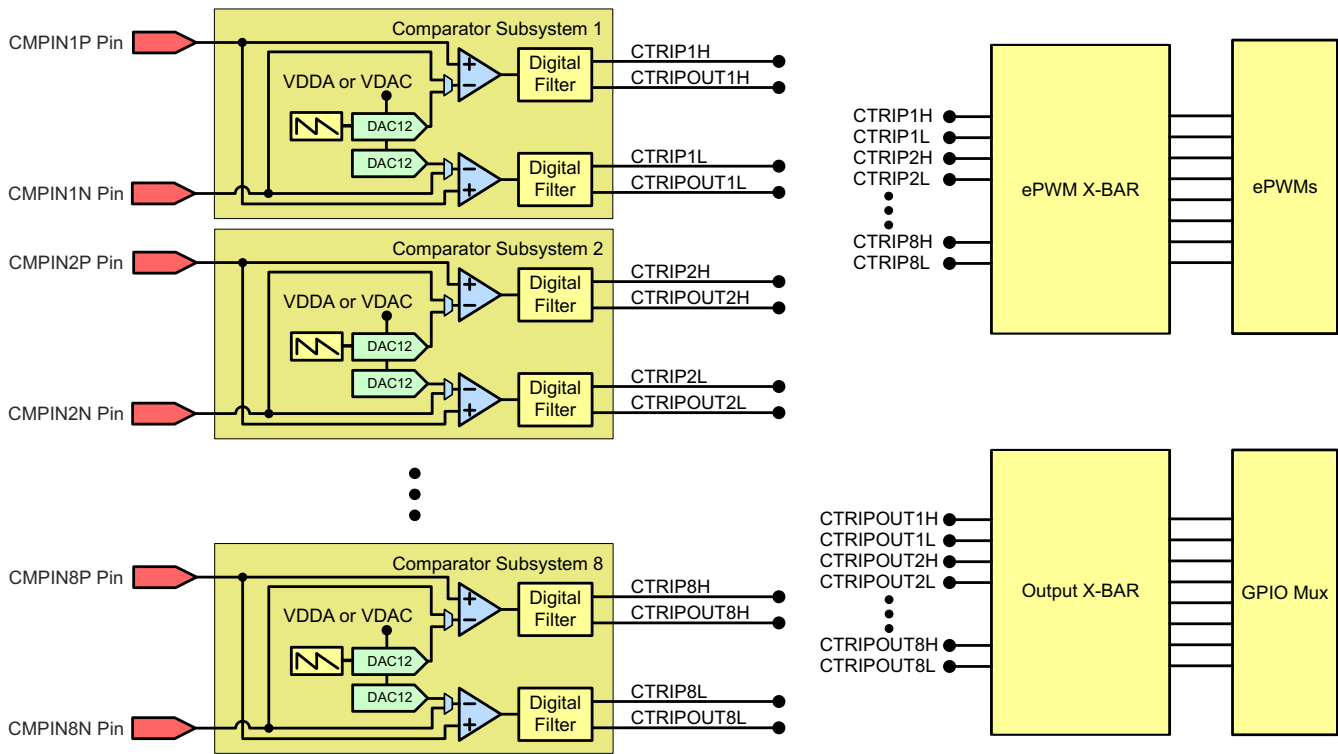 Comparator Subsystem 1
CMPIN1P Pin
VDDA or VDAC
DAC12
DAC12
+
−
−
+
Digital
Filter
Digital
Filter
CTRIP1H
CTRIPOUT1H
CTRIP1L
CTRIPOUT1L
CMPIN1N Pin
Comparator Subsystem 2
CMPIN2P Pin
VDDA or VDAC
DAC12
DAC12
+
−
−
+
Digital
Filter
Digital
Filter
CTRIP2H
CTRIPOUT2H
CTRIP2L
CTRIPOUT2L
CMPIN2N Pin
Comparator Subsystem 8
CMPIN8P Pin
VDDA or VDAC
DAC12
DAC12
+
−
−
+
Digital
Filter
Digital
Filter
CTRIP8H
CTRIPOUT8H
CTRIP8L
CTRIPOUT8L
CMPIN8N Pin
CTRIP1H
CTRIP1L
CTRIP2H
CTRIP2L
CTRIP8H
CTRIP8L
ePWM X-BAR
ePWMs
CTRIPOUT1H
CTRIPOUT1L
CTRIPOUT2H
CTRIPOUT2L
CTRIPOUT8H
CTRIPOUT8L
Output X-BAR
GPIO Mux